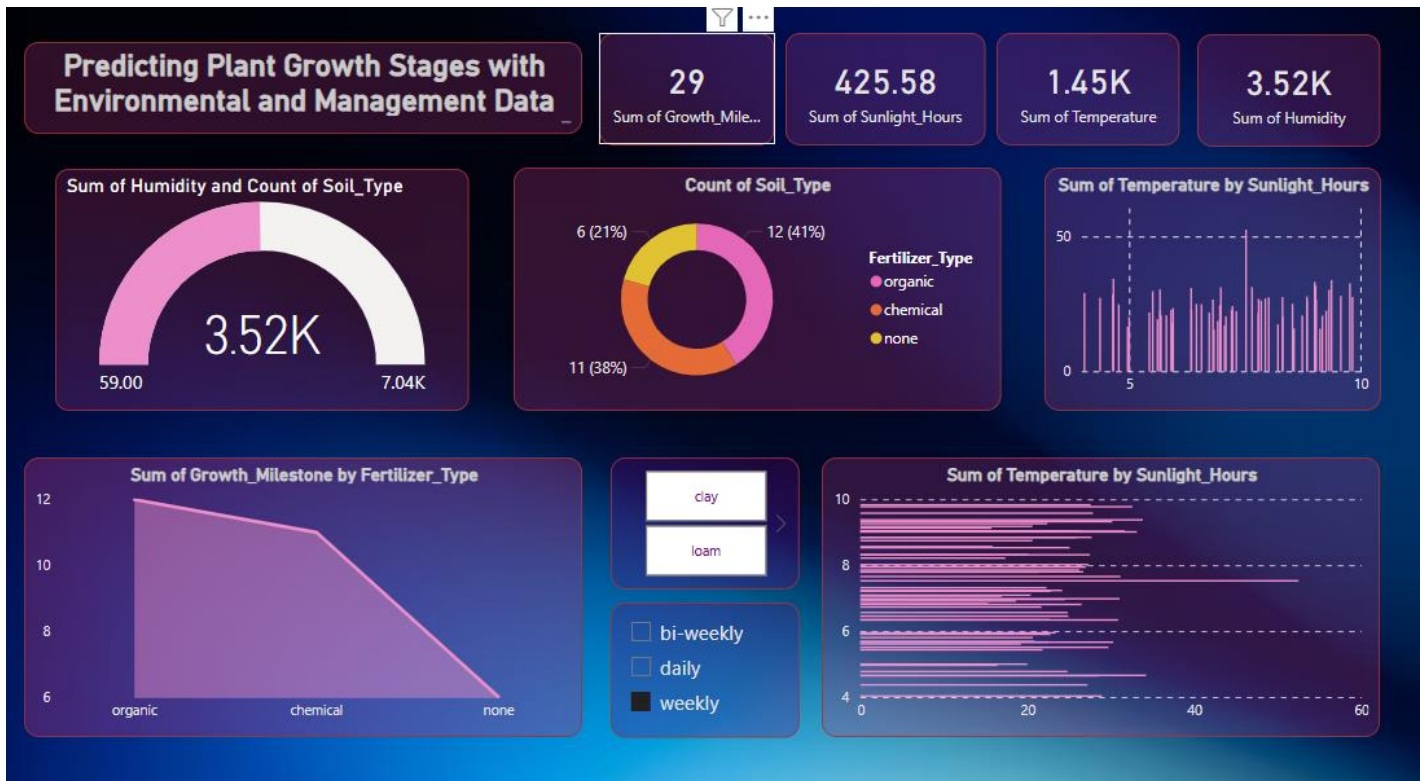 Predicting Plant Growth Stages with
Environmental and Management Data
29
Sum of Growth_Mile...
425.58
Sum of Sunlight_Hours
1.45K
Sum of Temperature
3.52K
Sum of Humidity
Sum of Humidity and Count of Soil_Type
3.52K
59.00
7.04K
Count of Soil_Type
6 (21%)
12 (41%)
11 (38%)
Fertilizer_Type
organic
chemical
none
Sum of Temperature by Sunlight_Hours
50
0
5
10
Sum of Growth_Milestone by Fertilizer_Type
12
10
8
6
organic
chemical
none
clay
loam
bi-weekly
daily
weekly
Sum of Temperature by Sunlight_Hours
10
8
6
4
0
20
40
60